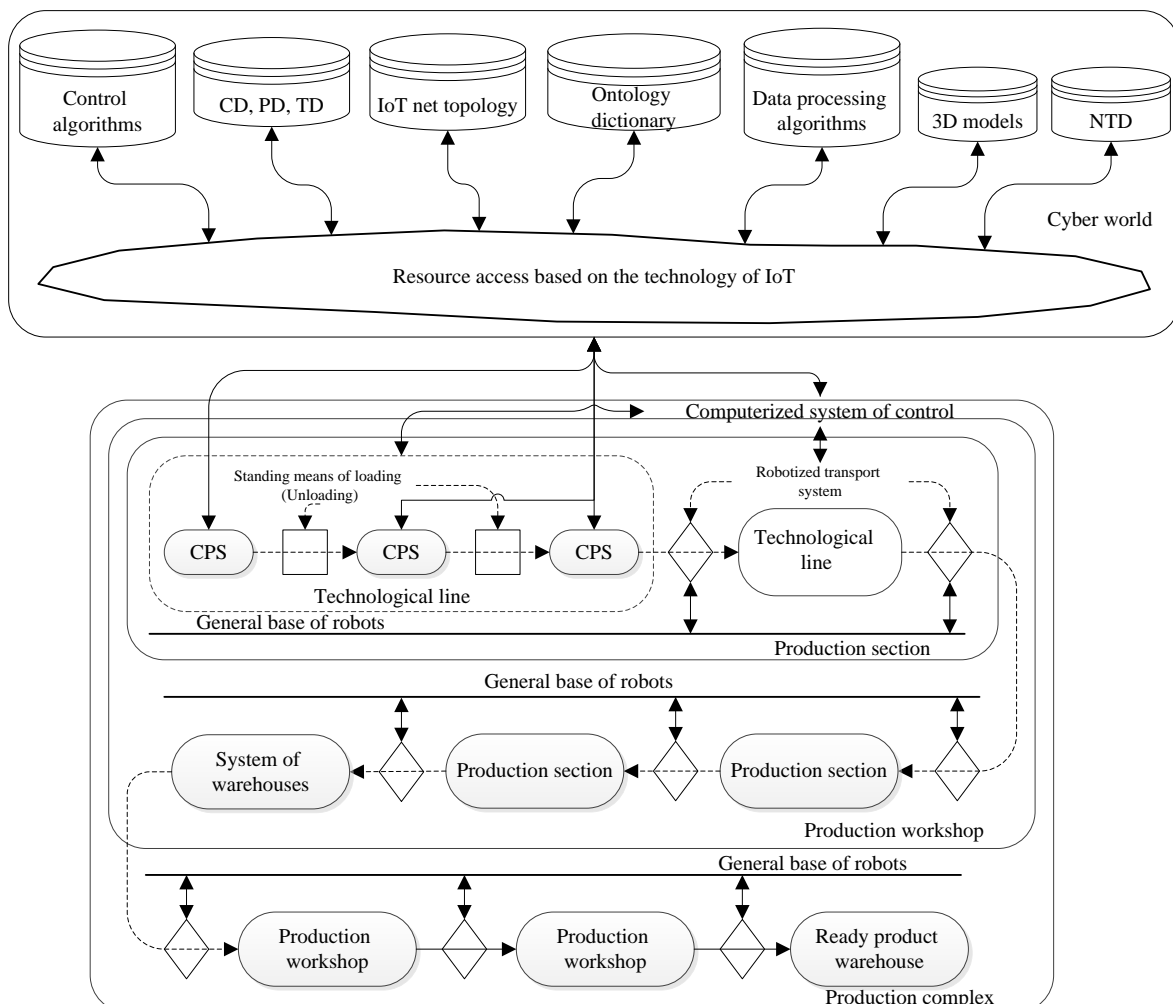 Control
algorithms
CD, PD, TD
IoT net topology
Ontology
dictionary
Data processing
algorithms
3D models
NTD
Cyber world
Resource access based on the technology of IoT
Computerized system of control
Standing means of loading
(Unloading)
Robotized transport
system
CPS
CPS
CPS
Technological
line
Technological line
General base of robots
Production section
General base of robots
System of
warehouses
Production section
Production section
Production workshop
General base of robots
Production
workshop
Production
workshop
Ready product
warehouse
Production complex